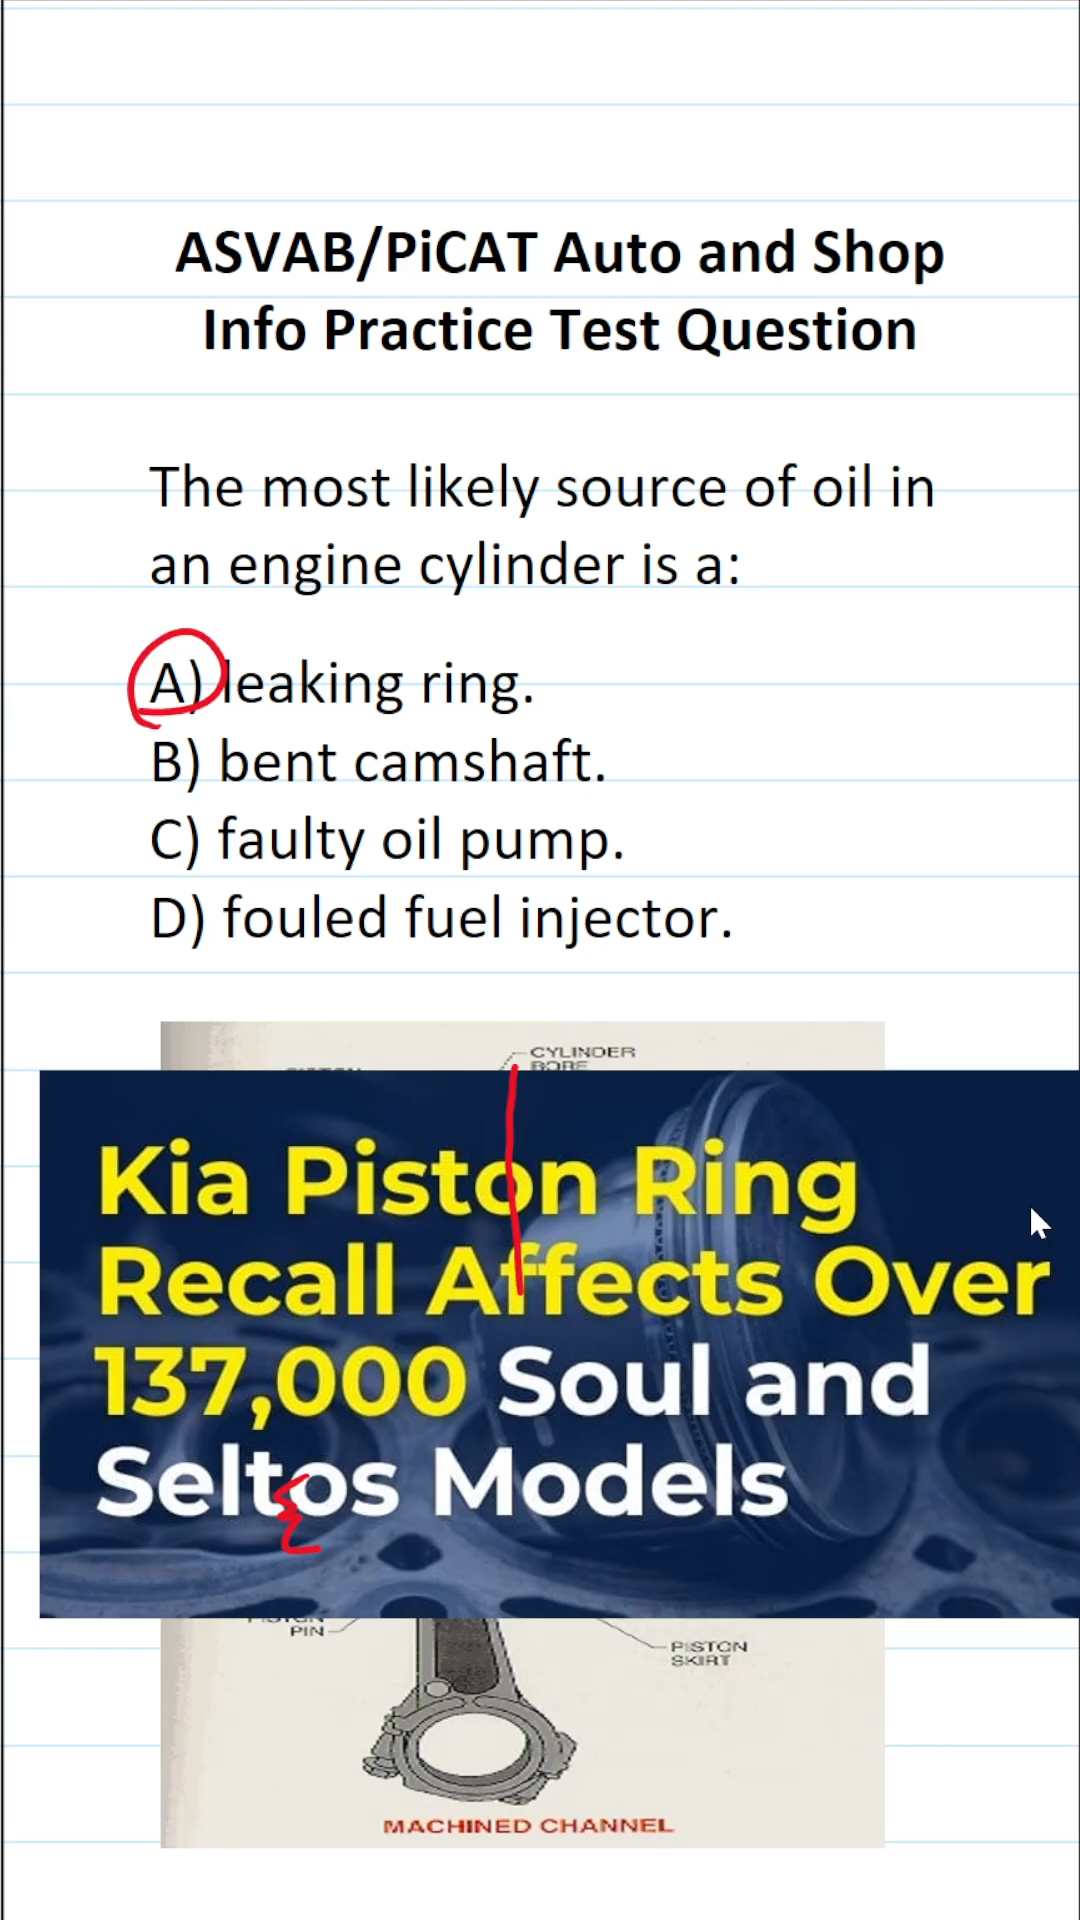 ASVAB/PiCAT Auto and Shop
Info Practice Test Question
The most likely source of oil in
an engine cylinder is a:
A) leaking ring.
B) bent camshaft.
C) faulty oil pump.
D) fouled fuel injector.
CYLINDER
BORE
Kia Piston Ring
Recall Affects Over
137,000 Soul and
Seltos Models
PISTON
PIN
PISTON
SKIRT
MACHINED CHANNEL